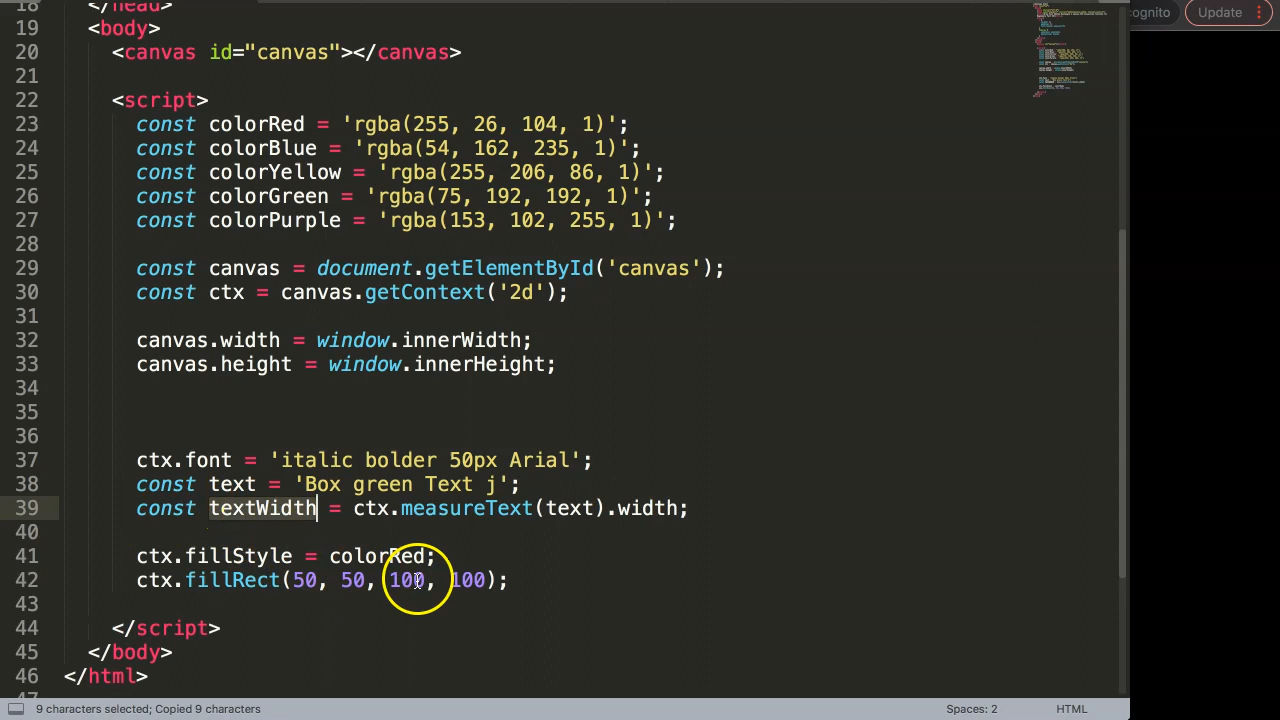 18 </head>
19 <body>
20 <canvas id="canvas"></canvas>
21
22 <script>
23 const colorRed = 'rgba(255, 26, 104, 1)';
24 const colorBlue = 'rgba(54, 162, 235, 1)';
25 const colorYellow = 'rgba(255, 206, 86, 1)';
26 const colorGreen = 'rgba(75, 192, 192, 1)';
27 const colorPurple = 'rgba(153, 102, 255, 1)';
28
29 const canvas = document.getElementById('canvas');
30 const ctx = canvas.getContext('2d');
31
32 canvas.width = window.innerWidth;
33 canvas.height = window.innerHeight;
34
35
36
37 ctx.font = 'italic bolder 50px Arial';
38 const text = 'Box green Text j';
39 const textWidth = ctx.measureText(text).width;
40
41 ctx.fillStyle = colorRed;
42 ctx.fillRect(50, 50, 100, 100);
43
44 </script>
45 </body>
46 </html>
cognito Update
9 characters selected; Copied 9 characters Spaces: 2 HTML